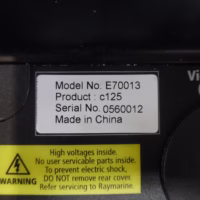 Model No. E70013
Product : c125
Serial No. 0560012
Made in China
Vi
High voltages inside.
No user servicable parts inside.
To prevent electric shock,
DO NOT remove rear cover.
Refer servicing to Raymarine.
WARNING